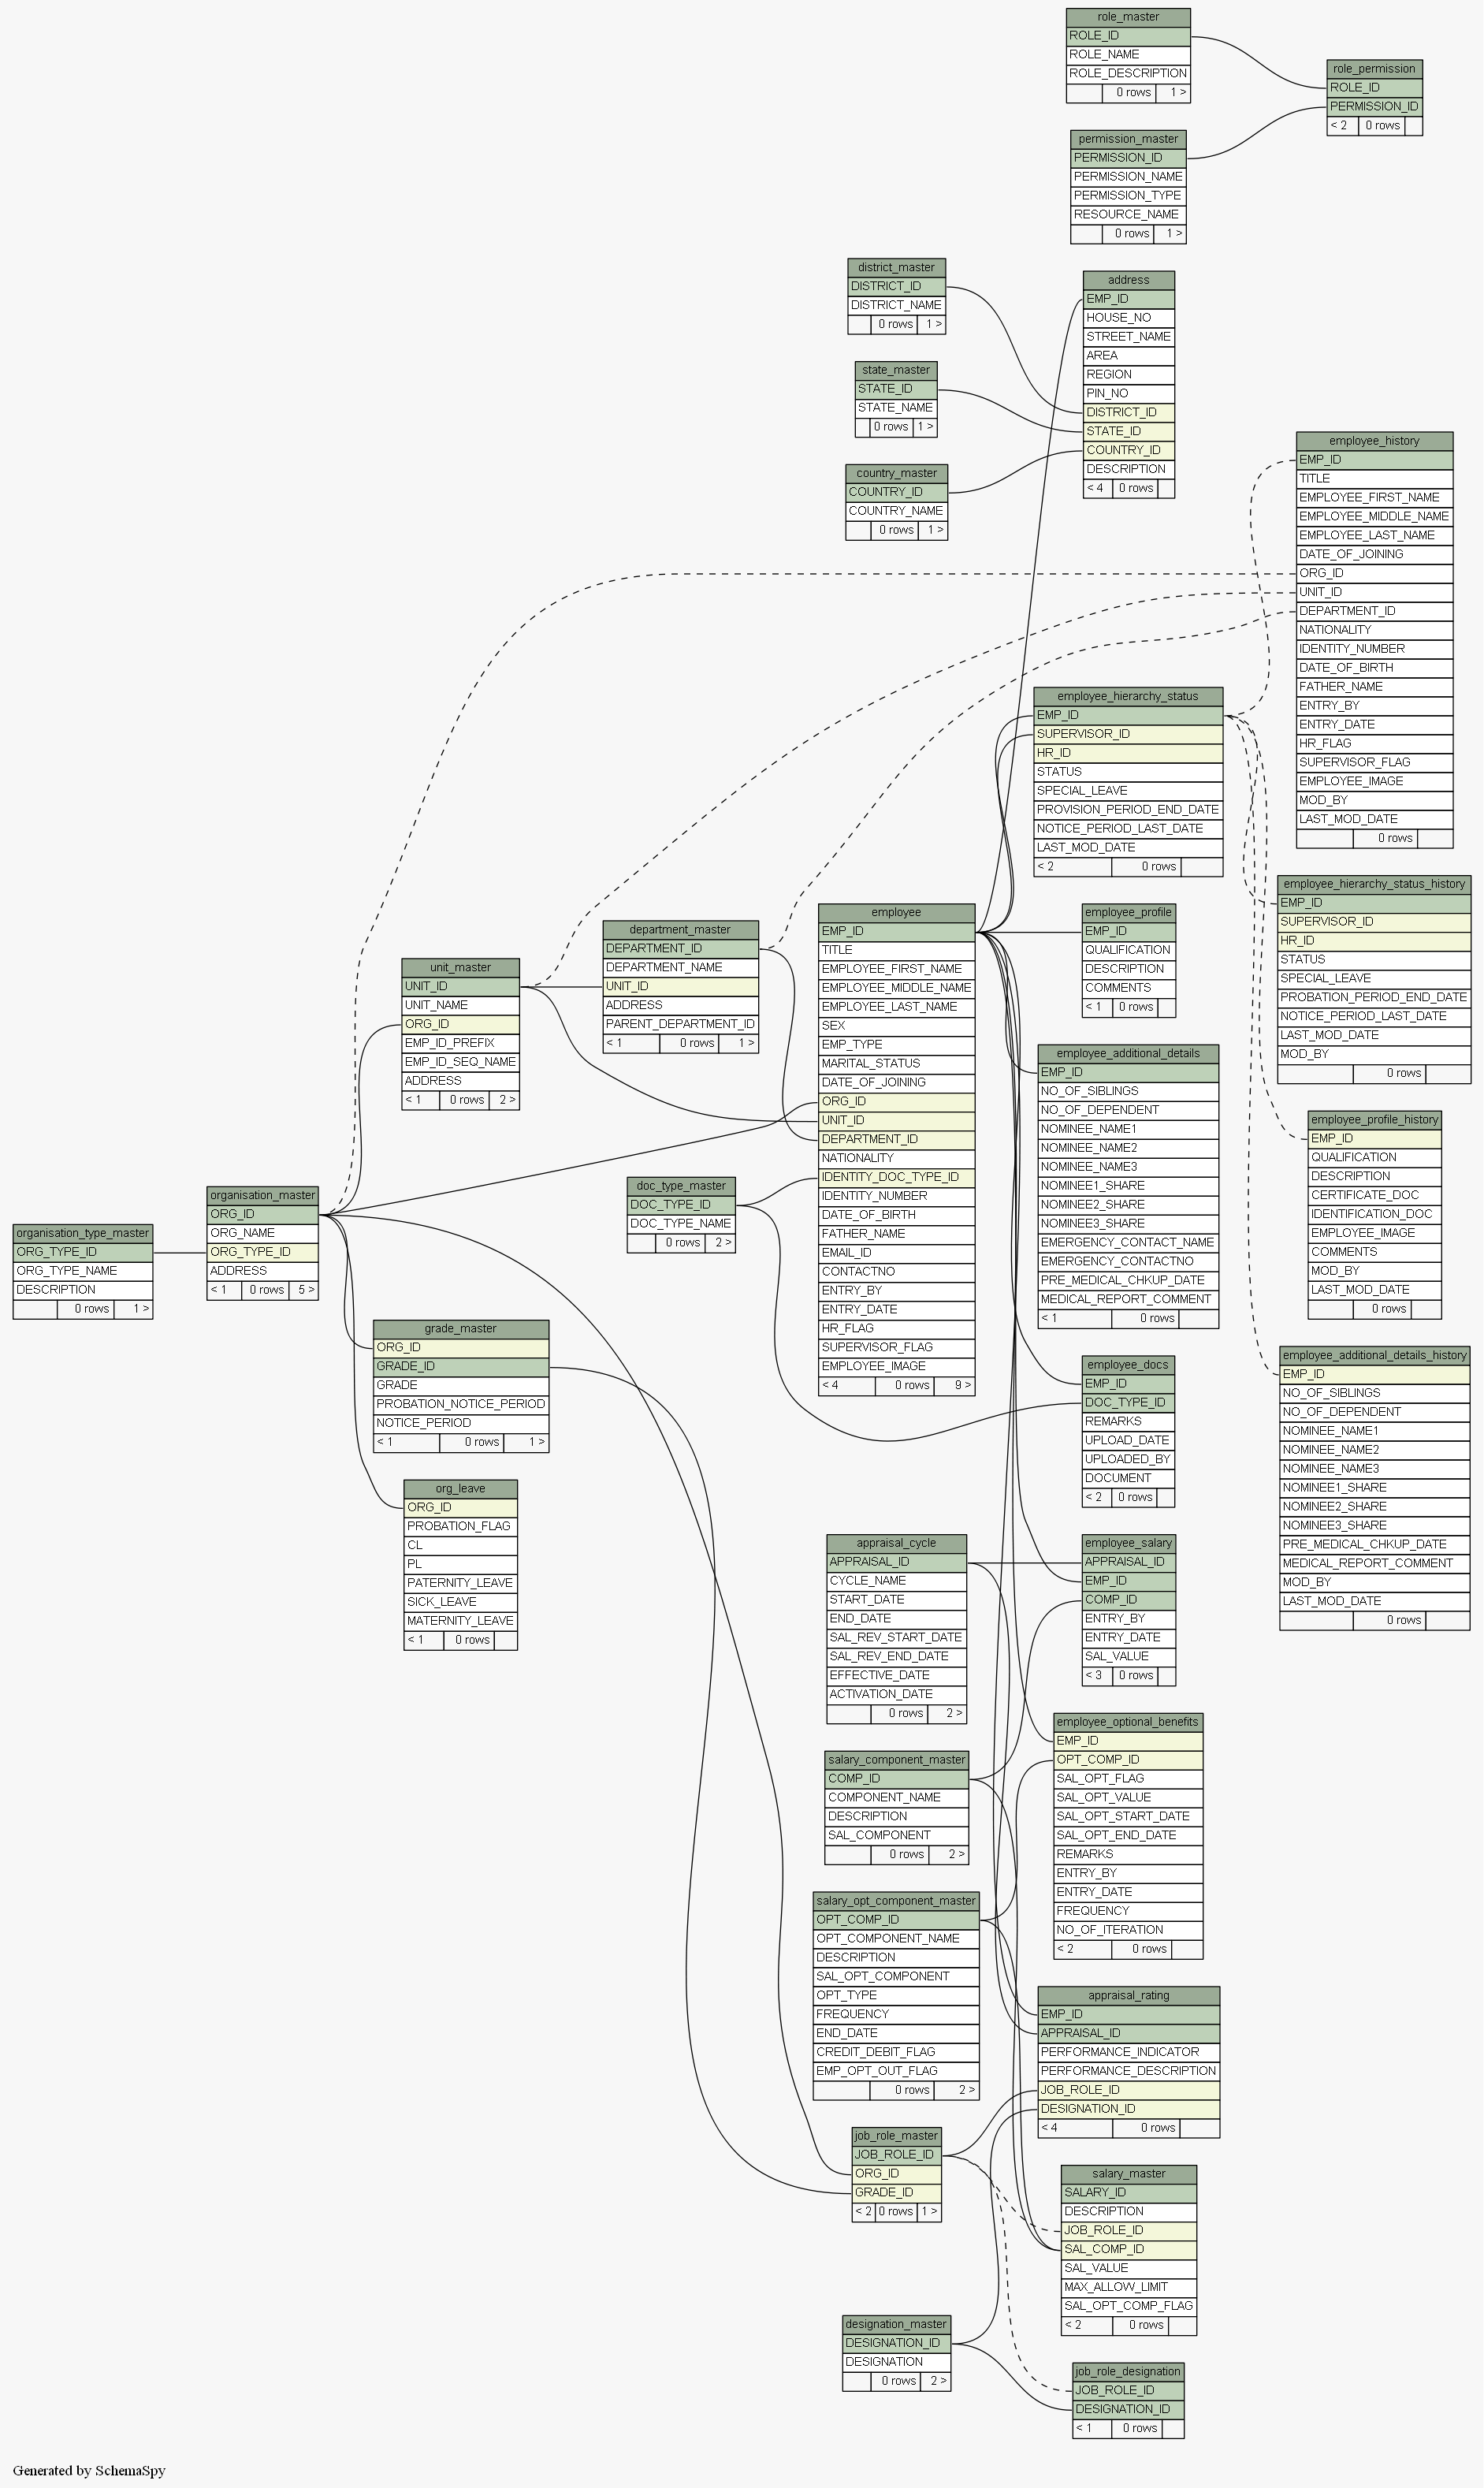 role_master
ROLE_ID
ROLE_NAME
ROLE_DESCRIPTION
0 rows 1 >
role_permission
ROLE_ID
PERMISSION_ID
< 2 0 rows
permission_master
PERMISSION_ID
PERMISSION_NAME
PERMISSION_TYPE
RESOURCE_NAME
0 rows 1 >
district_master
DISTRICT_ID
DISTRICT_NAME
0 rows 1 >
address
EMP_ID
HOUSE_NO
STREET_NAME
AREA
REGION
PIN_NO
DISTRICT_ID
STATE_ID
COUNTRY_ID
DESCRIPTION
< 4 0 rows
state_master
STATE_ID
STATE_NAME
0 rows 1 >
country_master
COUNTRY_ID
COUNTRY_NAME
0 rows 1 >
employee_history
EMP_ID
TITLE
EMPLOYEE_FIRST_NAME
EMPLOYEE_MIDDLE_NAME
EMPLOYEE_LAST_NAME
DATE_OF_JOINING
ORG_ID
UNIT_ID
DEPARTMENT_ID
NATIONALITY
IDENTITY_NUMBER
DATE_OF_BIRTH
FATHER_NAME
ENTRY_BY
ENTRY_DATE
HR_FLAG
SUPERVISOR_FLAG
EMPLOYEE_IMAGE
MOD_BY
LAST_MOD_DATE
0 rows
employee_hierarchy_status
EMP_ID
SUPERVISOR_ID
HR_ID
STATUS
SPECIAL_LEAVE
PROVISION_PERIOD_END_DATE
NOTICE_PERIOD_LAST_DATE
LAST_MOD_DATE
< 2 0 rows
employee_hierarchy_status_history
EMP_ID
SUPERVISOR_ID
HR_ID
STATUS
SPECIAL_LEAVE
PROBATION_PERIOD_END_DATE
NOTICE_PERIOD_LAST_DATE
LAST_MOD_DATE
MOD_BY
0 rows
employee
EMP_ID
TITLE
EMPLOYEE_FIRST_NAME
EMPLOYEE_MIDDLE_NAME
EMPLOYEE_LAST_NAME
SEX
EMP_TYPE
MARITAL_STATUS
DATE_OF_JOINING
ORG_ID
UNIT_ID
DEPARTMENT_ID
NATIONALITY
IDENTITY_DOC_TYPE_ID
IDENTITY_NUMBER
DATE_OF_BIRTH
FATHER_NAME
EMAIL_ID
CONTACTNO
ENTRY_BY
ENTRY_DATE
HR_FLAG
SUPERVISOR_FLAG
EMPLOYEE_IMAGE
< 4 0 rows 9 >
employee_profile
EMP_ID
QUALIFICATION
DESCRIPTION
COMMENTS
< 1 0 rows
department_master
DEPARTMENT_ID
DEPARTMENT_NAME
UNIT_ID
ADDRESS
PARENT_DEPARTMENT_ID
< 1 0 rows 1 >
unit_master
UNIT_ID
UNIT_NAME
ORG_ID
EMP_ID_PREFIX
EMP_ID_SEQ_NAME
ADDRESS
< 1 0 rows 2 >
employee_additional_details
EMP_ID
NO_OF_SIBLINGS
NO_OF_DEPENDENT
NOMINEE_NAME1
NOMINEE_NAME2
NOMINEE_NAME3
NOMINEE1_SHARE
NOMINEE2_SHARE
NOMINEE3_SHARE
EMERGENCY_CONTACT_NAME
EMERGENCY_CONTACTNO
PRE_MEDICAL_CHKUP_DATE
MEDICAL_REPORT_COMMENT
< 1 0 rows
employee_profile_history
EMP_ID
QUALIFICATION
DESCRIPTION
CERTIFICATE_DOC
IDENTIFICATION_DOC
EMPLOYEE_IMAGE
COMMENTS
MOD_BY
LAST_MOD_DATE
0 rows
doc_type_master
DOC_TYPE_ID
DOC_TYPE_NAME
0 rows 2 >
organisation_master
ORG_ID
ORG_NAME
ORG_TYPE_ID
ADDRESS
< 1 0 rows 5 >
organisation_type_master
ORG_TYPE_ID
ORG_TYPE_NAME
DESCRIPTION
0 rows 1 >
grade_master
ORG_ID
GRADE_ID
GRADE
PROBATION_NOTICE_PERIOD
NOTICE_PERIOD
< 1 0 rows 1 >
employee_docs
EMP_ID
DOC_TYPE_ID
REMARKS
UPLOAD_DATE
UPLOADED_BY
DOCUMENT
< 2 0 rows
employee_additional_details_history
EMP_ID
NO_OF_SIBLINGS
NO_OF_DEPENDENT
NOMINEE_NAME1
NOMINEE_NAME2
NOMINEE_NAME3
NOMINEE1_SHARE
NOMINEE2_SHARE
NOMINEE3_SHARE
PRE_MEDICAL_CHKUP_DATE
MEDICAL_REPORT_COMMENT
MOD_BY
LAST_MOD_DATE
0 rows
org_leave
ORG_ID
PROBATION_FLAG
CL
PL
PATERNITY_LEAVE
SICK_LEAVE
MATERNITY_LEAVE
< 1 0 rows
appraisal_cycle
APPRAISAL_ID
CYCLE_NAME
START_DATE
END_DATE
SAL_REV_START_DATE
SAL_REV_END_DATE
EFFECTIVE_DATE
ACTIVATION_DATE
0 rows 2 >
employee_salary
APPRAISAL_ID
EMP_ID
COMP_ID
ENTRY_BY
ENTRY_DATE
SAL_VALUE
< 3 0 rows
employee_optional_benefits
EMP_ID
OPT_COMP_ID
SAL_OPT_FLAG
SAL_OPT_VALUE
SAL_OPT_START_DATE
SAL_OPT_END_DATE
REMARKS
ENTRY_BY
ENTRY_DATE
FREQUENCY
NO_OF_ITERATION
< 2 0 rows
salary_component_master
COMP_ID
COMPONENT_NAME
DESCRIPTION
SAL_COMPONENT
0 rows 2 >
salary_opt_component_master
OPT_COMP_ID
OPT_COMPONENT_NAME
DESCRIPTION
SAL_OPT_COMPONENT
OPT_TYPE
FREQUENCY
END_DATE
CREDIT_DEBIT_FLAG
EMP_OPT_OUT_FLAG
0 rows 2 >
appraisal_rating
EMP_ID
APPRAISAL_ID
PERFORMANCE_INDICATOR
PERFORMANCE_DESCRIPTION
JOB_ROLE_ID
DESIGNATION_ID
< 4 0 rows
job_role_master
JOB_ROLE_ID
ORG_ID
GRADE_ID
< 2 0 rows 1 >
salary_master
SALARY_ID
DESCRIPTION
JOB_ROLE_ID
SAL_COMP_ID
SAL_VALUE
MAX_ALLOW_LIMIT
SAL_OPT_COMP_FLAG
< 2 0 rows
designation_master
DESIGNATION_ID
DESIGNATION
0 rows 2 >
job_role_designation
JOB_ROLE_ID
DESIGNATION_ID
< 1 0 rows
Generated by SchemaSpy